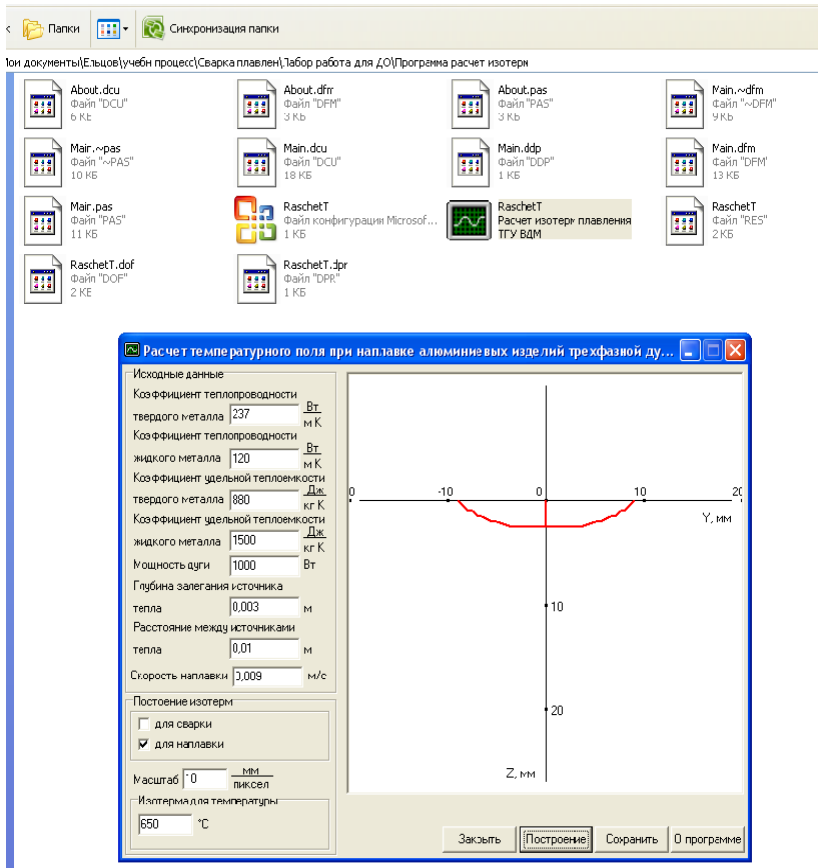 Папки Синхронизация папки
\Ельцов\учебн процесс\Сварка плавлен\Лабор работа для ДО\Программа расчет изотерм
About.dcu
Файл "DCU"
6 КБ
About.dfm
Файл "DFM"
3 КБ
About.pas
Файл "PAS"
3 КБ
Main.~dfm
Файл "~DFM"
9 КБ
Main.~pas
Файл "~PAS"
10 КБ
Main.dcu
Файл "DCU"
18 КБ
Main.ddp
Файл "DDP"
1 КБ
Main.dfm
Файл "DFM"
13 КБ
Main.pas
Файл "PAS"
11 КБ
RaschetT
Файл конфигурации Microsof...
1 КБ
RaschetT
Расчет изотерм плавления
ТГУ ВДМ
RaschetT
Файл "RES"
2 КБ
RaschetT.dof
Файл "DOF"
2 КБ
RaschetT.dpr
Файл "DPR"
1 КБ
Расчет температурного поля при наплавке алюминиевых изделий трехфазной ду...
Исходные данные
Коэффициент теплопроводности
твердого металла 237 Вт
м К
Коэффициент теплопроводности
жидкого металла 120 Вт
м К
Коэффициент удельной теплоемкости
твердого металла 880 Дж
кг К
Коэффициент удельной теплоемкости
жидкого металла 1500 Дж
кг К
Мощность дуги 1000 Вт
Глубина залегания источника
тепла 0,003 м
Расстояние между источниками
тепла 0,01 м
Скорость наплавки 0,009 м/с
Постоение изотерм
для сварки
для наплавки
Масштаб 10 мм
пиксел
Изотерма для температуры
650 °C
0 -10 0 10 20
Y, мм
10
20
Z, мм
Закрыть Построение Сохранить О программе